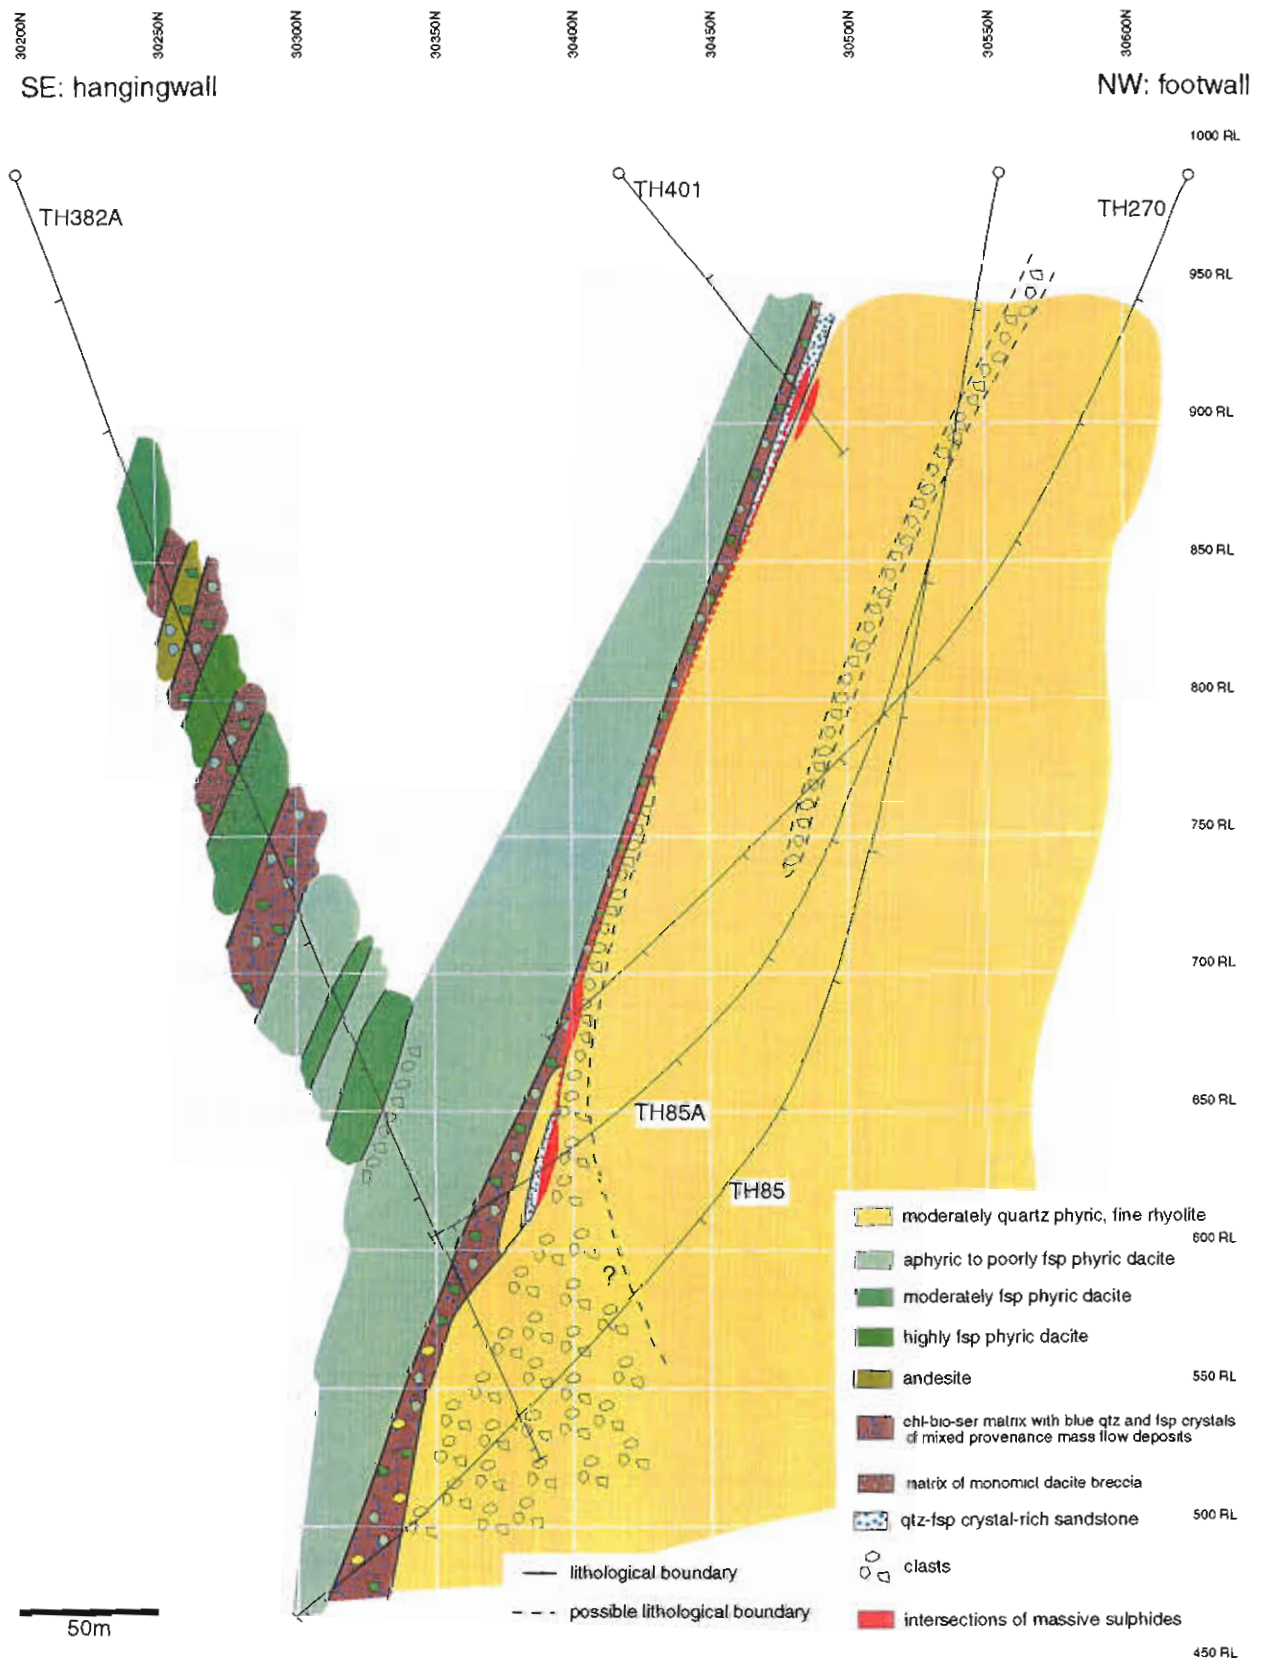 30200N
30250N
30300N
30350N
30400N
30450N
30500N
30550N
30600N
SE: hangingwall
NW: footwall
1000 RL
TH382A
TH401
TH270
950 RL
900 RL
850 RL
800 RL
750 RL
700 RL
650 RL
TH85A
TH85
600 RL
?
550 RL
500 RL
450 RL
moderately quartz phyric, fine rhyolite
aphyric to poorly fsp phyric dacite
moderately fsp phyric dacite
highly fsp phyric dacite
andesite
chl-bio-ser matrix with blue qtz and fsp crystals
of mixed provenance mass flow deposits
matrix of monomict dacite breccia
qtz-fsp crystal-rich sandstone
clasts
intersections of massive sulphides
lithological boundary
possible lithological boundary
50m